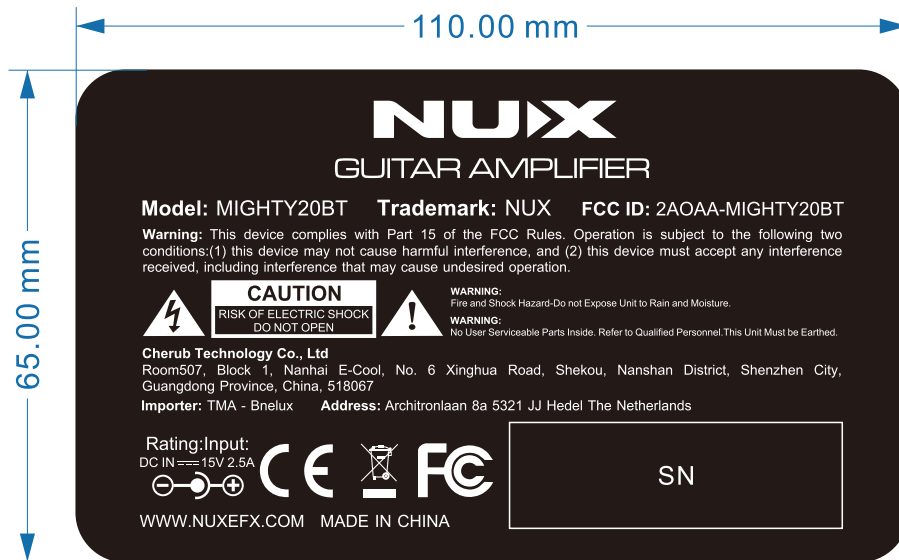 110.00 mm
65.00 mm
NUX
GUITAR AMPLIFIER
Model: MIGHTY20BT Trademark: NUX FCC ID: 2AOAA-MIGHTY20BT
Warning: This device complies with Part 15 of the FCC Rules. Operation is subject to the following two
conditions:(1) this device may not cause harmful interference, and (2) this device must accept any interference
received, including interference that may cause undesired operation.
CAUTION
RISK OF ELECTRIC SHOCK
DO NOT OPEN
WARNING:
Fire and Shock Hazard-Do not Expose Unit to Rain and Moisture.
WARNING:
No User Serviceable Parts Inside. Refer to Qualified Personnel.This Unit Must be Earthed.
Cherub Technology Co., Ltd
Room507, Block 1, Nanhai E-Cool, No. 6 Xinghua Road, Shekou, Nanshan District, Shenzhen City,
Guangdong Province, China, 518067
Importer: TMA - Bnelux Address: Architronlaan 8a 5321 JJ Hedel The Netherlands
Rating:Input:
DC IN ⎓ 15V 2.5A
CE FC
SN
WWW.NUXEFX.COM MADE IN CHINA